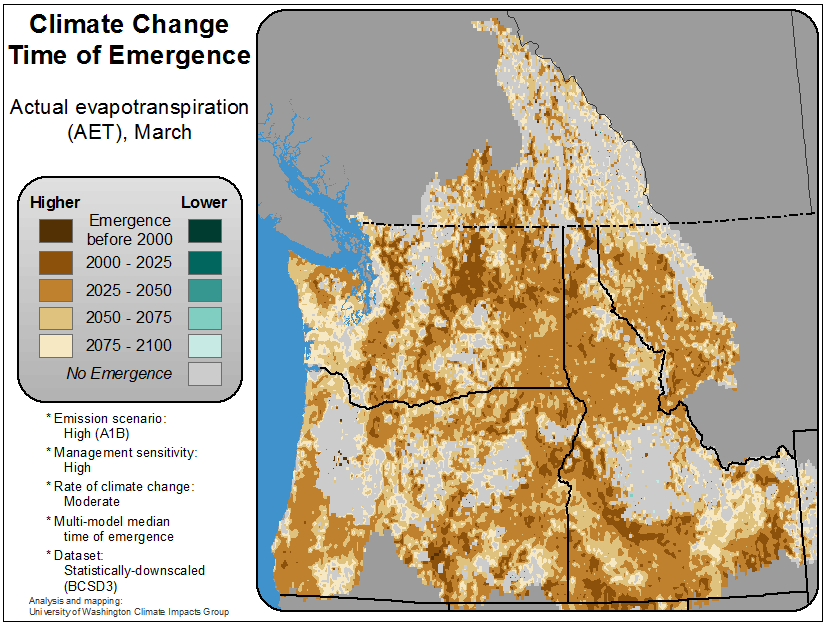 Climate Change
Time of Emergence
Actual evapotranspiration
(AET), March
Higher Lower
Emergence
before 2000
2000 - 2025
2025 - 2050
2050 - 2075
2075 - 2100
No Emergence
* Emission scenario:
High (A1B)
* Management sensitivity:
High
* Rate of climate change:
Moderate
* Multi-model median
time of emergence
* Dataset:
Statistically-downscaled
(BCSD3)
Analysis and mapping:
University of Washington Climate Impacts Group